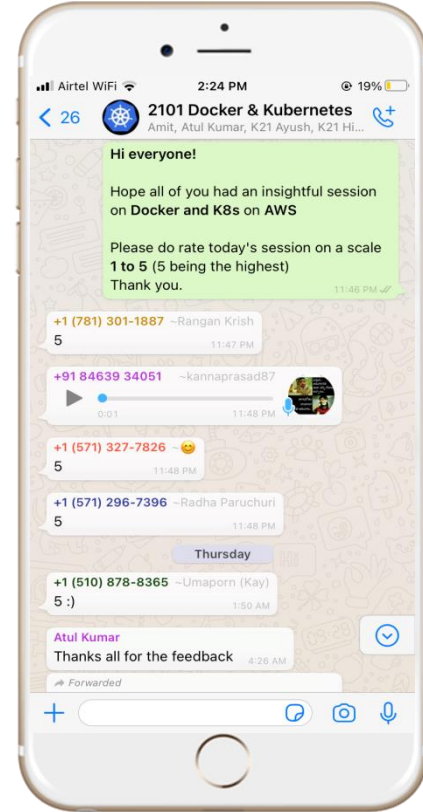 Airtel WiFi
2:24 PM
19%
26
2101 Docker & Kubernetes
Amit, Atul Kumar, K21 Ayush, K21 Hi...
Hi everyone!
Hope all of you had an insightful session
on Docker and K8s on AWS
Please do rate today's session on a scale
1 to 5 (5 being the highest)
Thank you.
11:46 PM
+1 (781) 301-1887 ~Rangan Krish
5
11:47 PM
+91 84639 34051 ~kannaprasad87
0:01
11:48 PM
+1 (571) 327-7826 ~😊
5
11:48 PM
+1 (571) 296-7396 ~Radha Paruchuri
5
11:48 PM
Thursday
+1 (510) 878-8365 ~Umaporn (Kay)
5 :)
1:50 AM
Atul Kumar
Thanks all for the feedback
4:26 AM
Forwarded